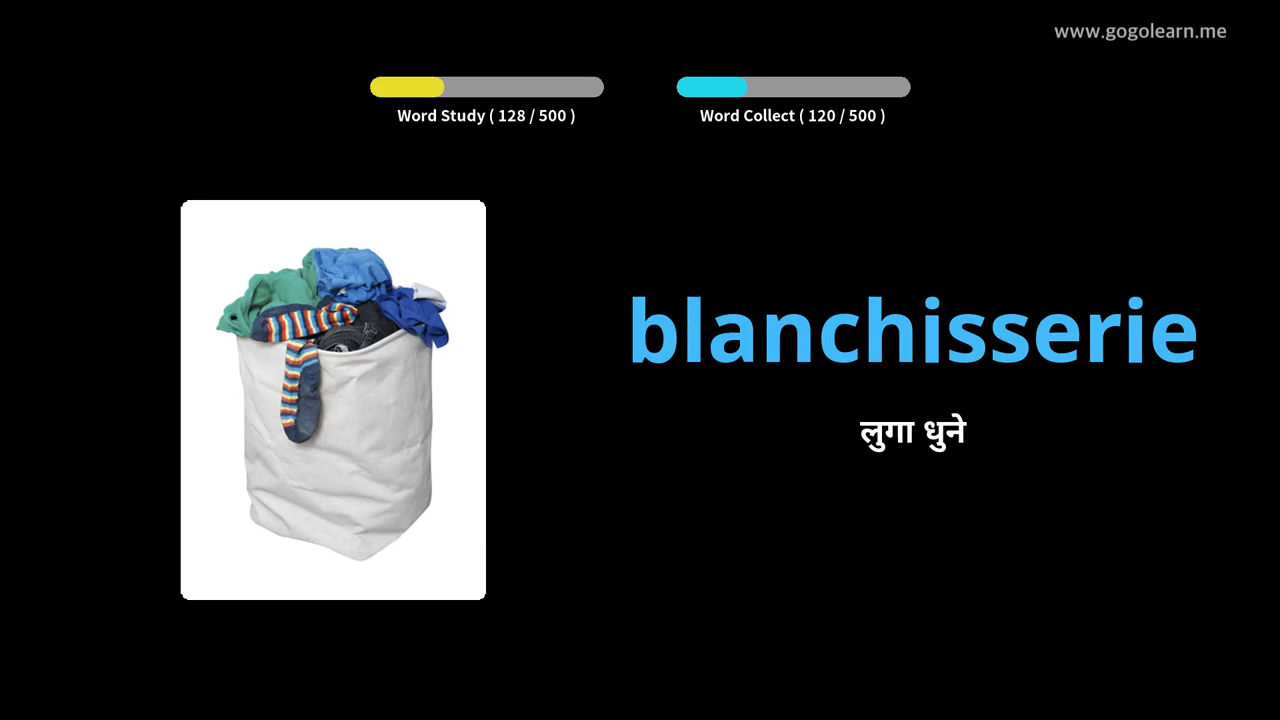 www.gogolearn.me
Word Study ( 128 / 500 )
Word Collect ( 120 / 500 )
blanchisserie
लुगा धुने